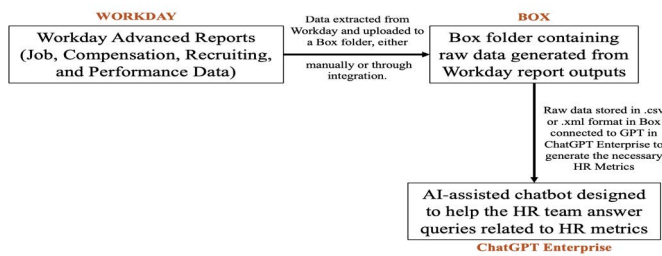 WORKDAY
Workday Advanced Reports
(Job, Compensation, Recruiting,
and Performance Data)
Data extracted from
Workday and uploaded to
a Box folder, either
manually or through
integration.
BOX
Box folder containing
raw data generated from
Workday report outputs
Raw data stored in .csv
or .xml format in Box
connected to GPT in
ChatGPT Enterprise to
generate the necessary
HR Metrics
AI-assisted chatbot designed
to help the HR team answer
queries related to HR metrics
ChatGPT Enterprise